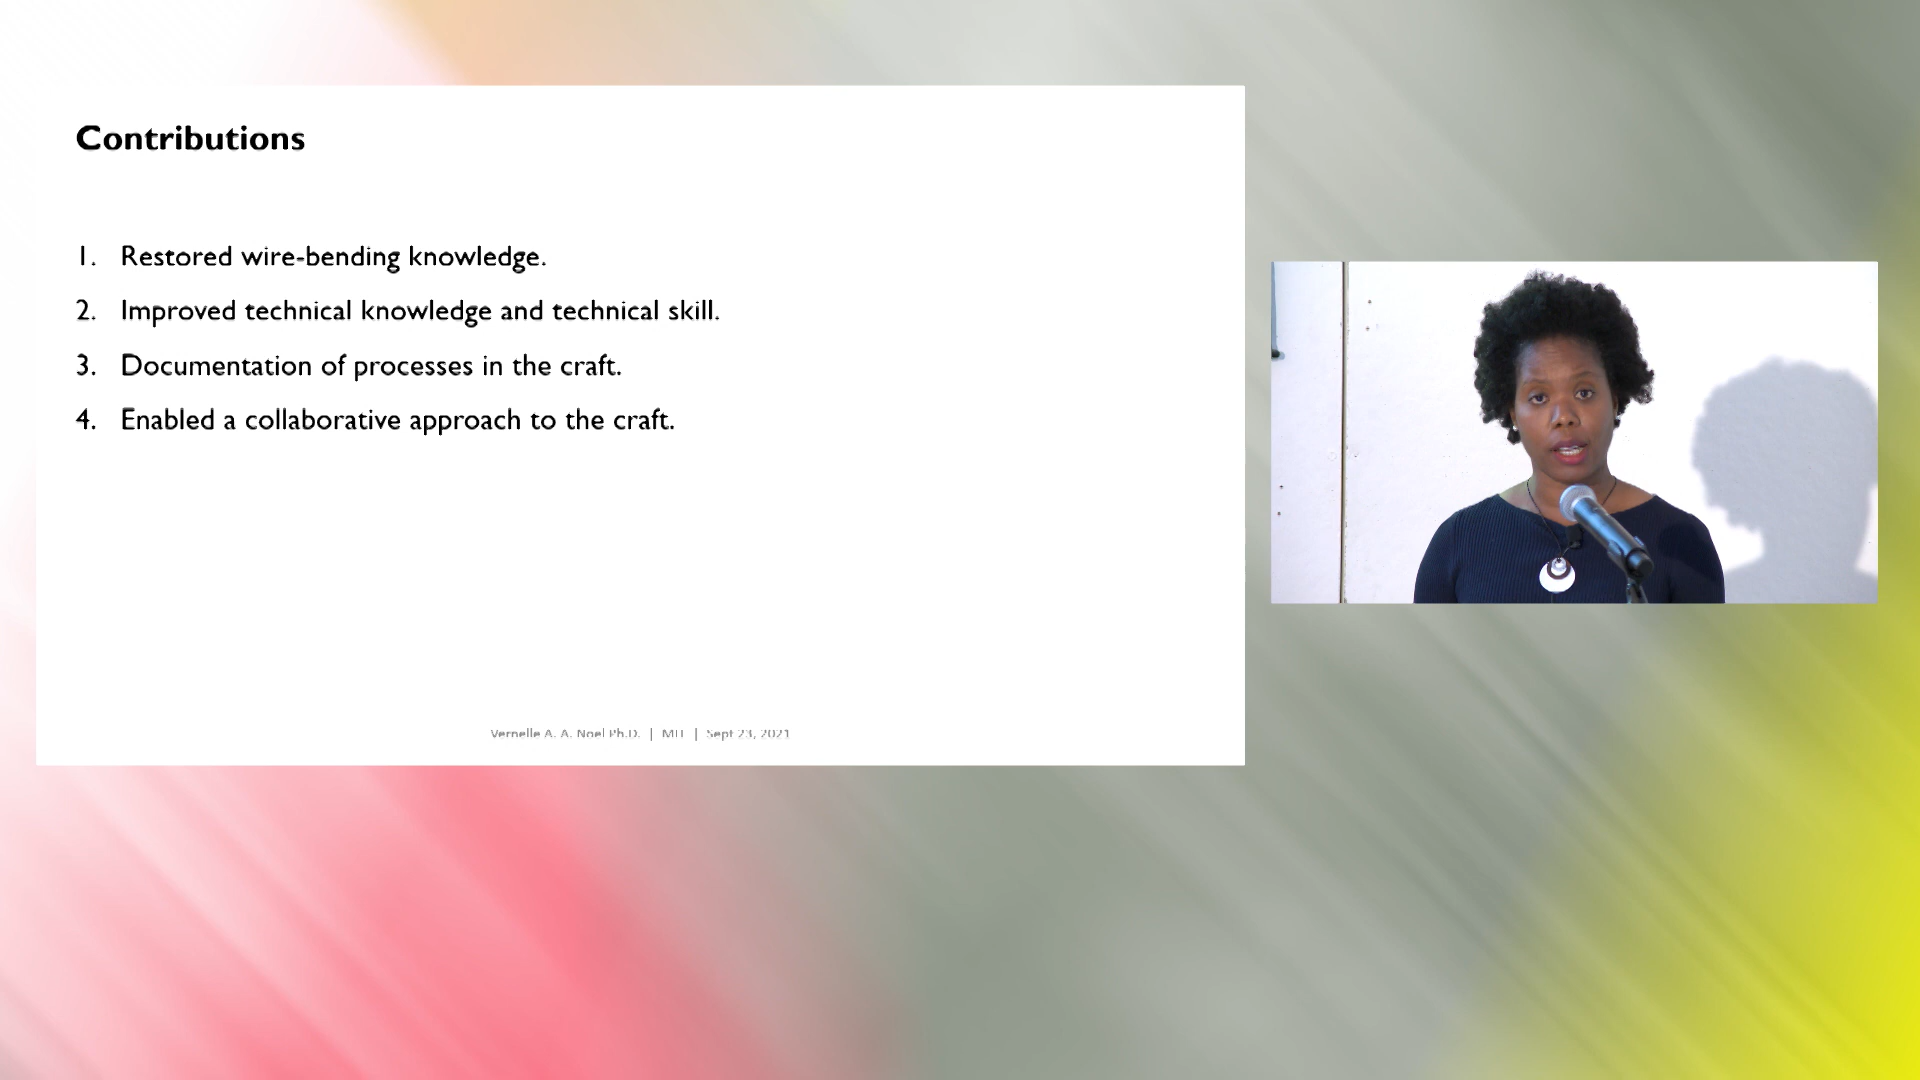 Contributions
1. Restored wire-bending knowledge.
2. Improved technical knowledge and technical skill.
3. Documentation of processes in the craft.
4. Enabled a collaborative approach to the craft.
Vernelle A. A. Noel Ph.D. | MIT | Sept 23, 2021